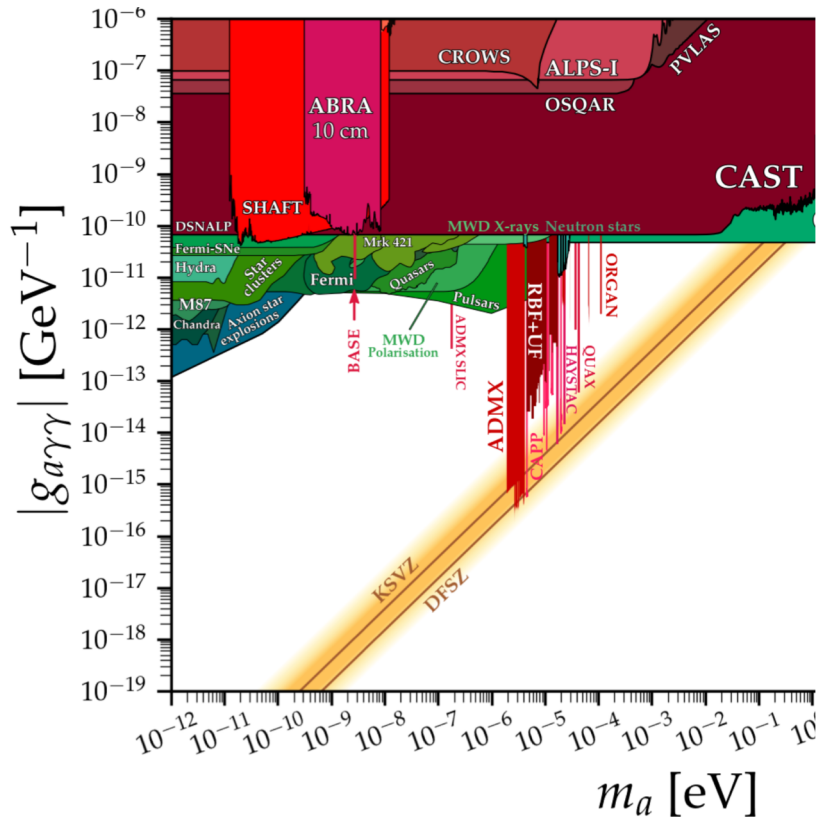 10⁻⁶
10⁻⁷
10⁻⁸
10⁻⁹
10⁻¹⁰
10⁻¹¹
10⁻¹²
10⁻¹³
10⁻¹⁴
10⁻¹⁵
10⁻¹⁶
10⁻¹⁷
10⁻¹⁸
10⁻¹⁹
|g_{aγγ}| [GeV⁻¹]
CROWS
ALPS-I
PVLAS
OSQAR
ABRA
10 cm
CAST
SHAFT
DSNALP
MWD X-rays
Neutron stars
Fermi-SNe
Mrk 421
Hydra
Star
clusters
Fermi
Quasars
M87
Pulsars
Chandra
Axion star
explosions
BASE
MWD
Polarisation
ADMX SLIC
ADMX
RBF+UF
CAPP
HAYSTAC
QUAX
ORGAN
KSVZ
DFSZ
10⁻¹²
10⁻¹¹
10⁻¹⁰
10⁻⁹
10⁻⁸
10⁻⁷
10⁻⁶
10⁻⁵
10⁻⁴
10⁻³
10⁻²
10⁻¹
m_a [eV]